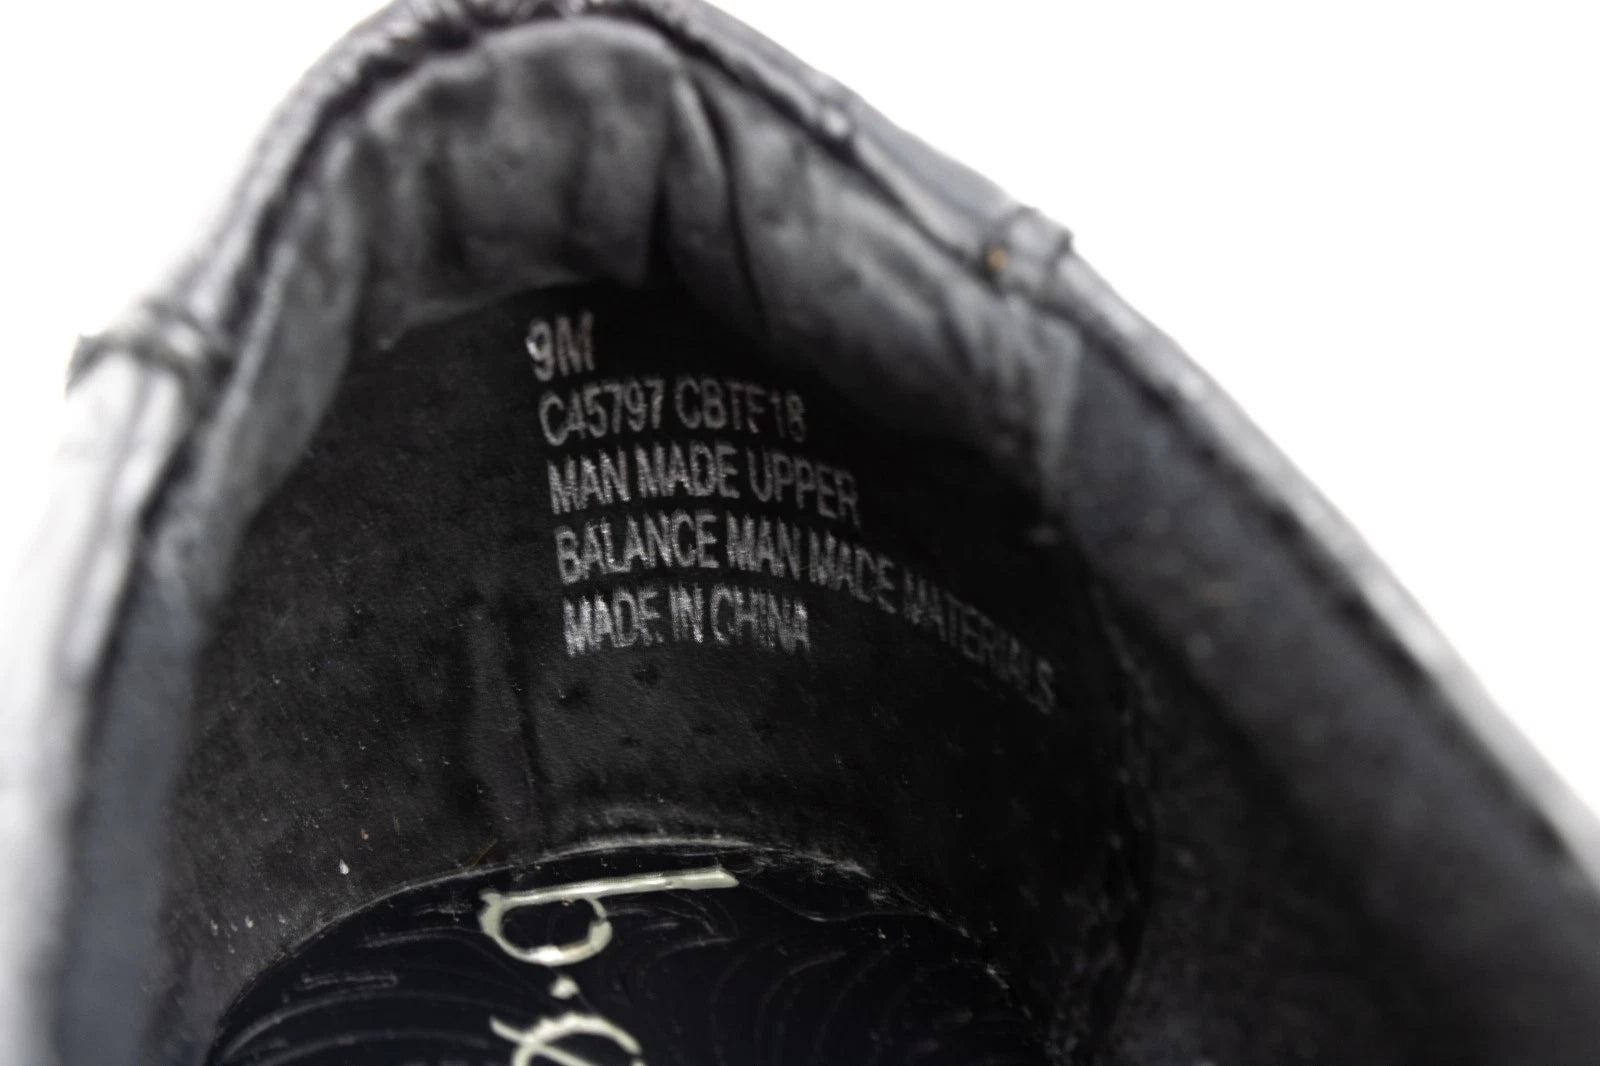 9M
C45797 CBTF18
MAN MADE UPPER
BALANCE MAN MADE MATERIALS
MADE IN CHINA
b.